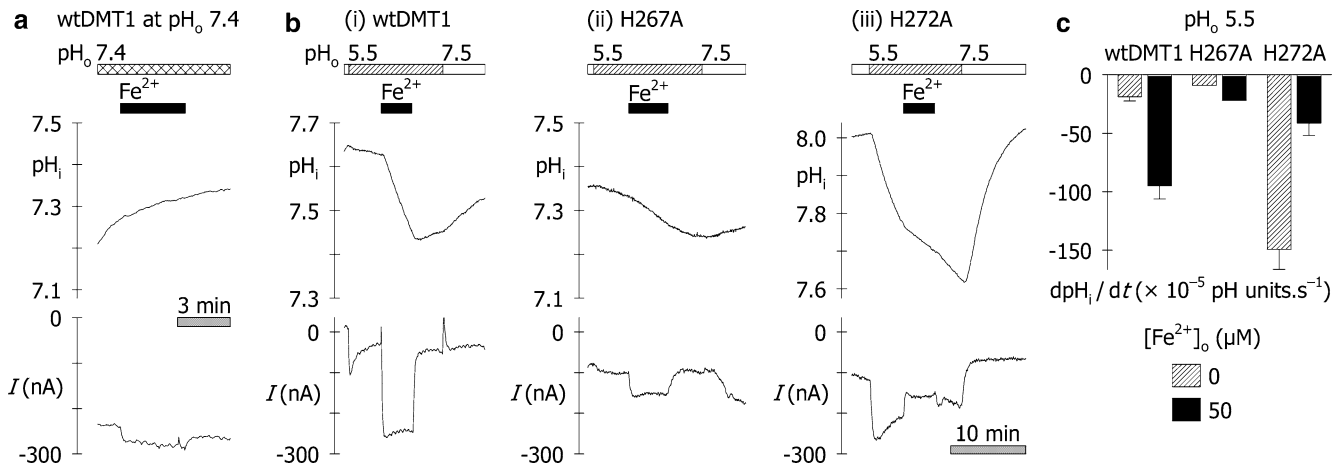 a wtDMT1 at pHo 7.4
pHo 7.4
Fe2+
7.5
pHi
7.3
7.1
3 min
0
I (nA)
-300
b (i) wtDMT1
pHo 5.5 7.5
Fe2+
7.7
pHi
7.5
7.3
0
I (nA)
-300
(ii) H267A
5.5 7.5
Fe2+
7.5
pHi
7.3
7.1
0
I (nA)
-300
(iii) H272A
5.5 7.5
Fe2+
8.0
pHi
7.8
7.6
0
I (nA)
-300
10 min
c pHo 5.5
wtDMT1 H267A H272A
0
-50
-100
-150
dpHi / dt (× 10–5 pH units.s–1)
[Fe2+]o (µM)
0
50